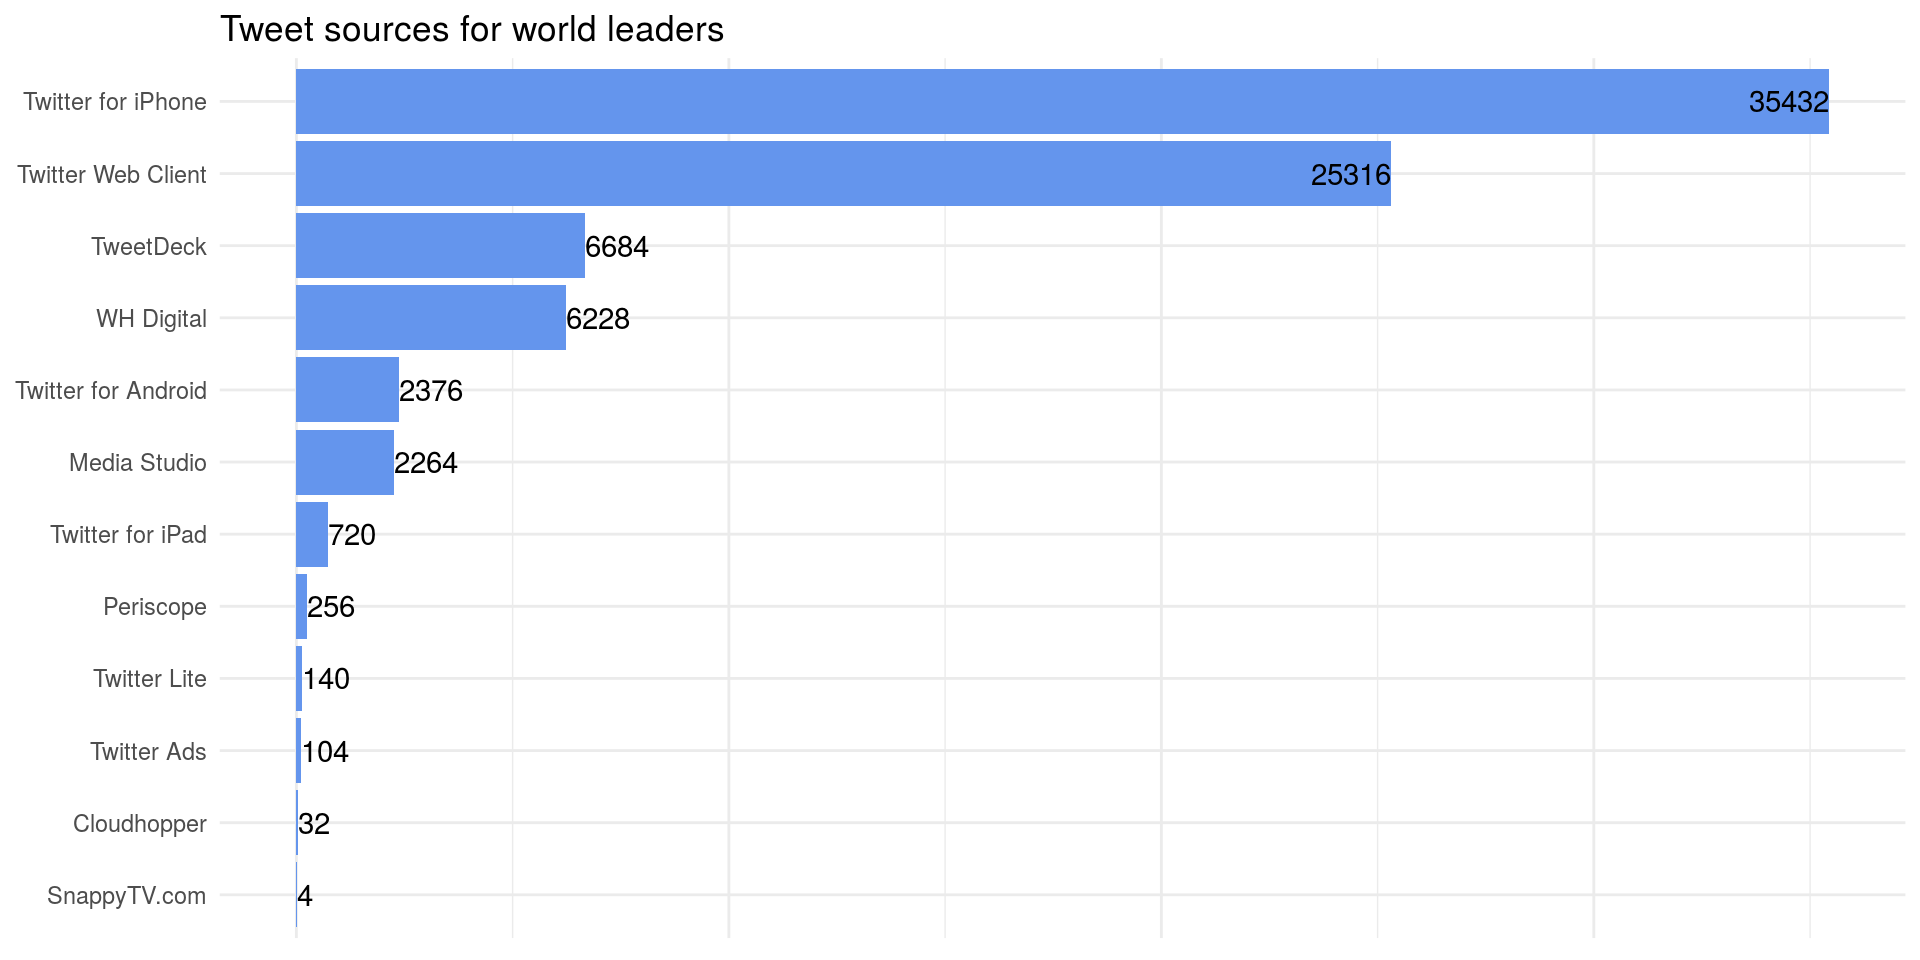 Tweet sources for world leaders
Twitter for iPhone 35432
Twitter Web Client 25316
TweetDeck 6684
WH Digital 6228
Twitter for Android 2376
Media Studio 2264
Twitter for iPad 720
Periscope 256
Twitter Lite 140
Twitter Ads 104
Cloudhopper 32
SnappyTV.com 4